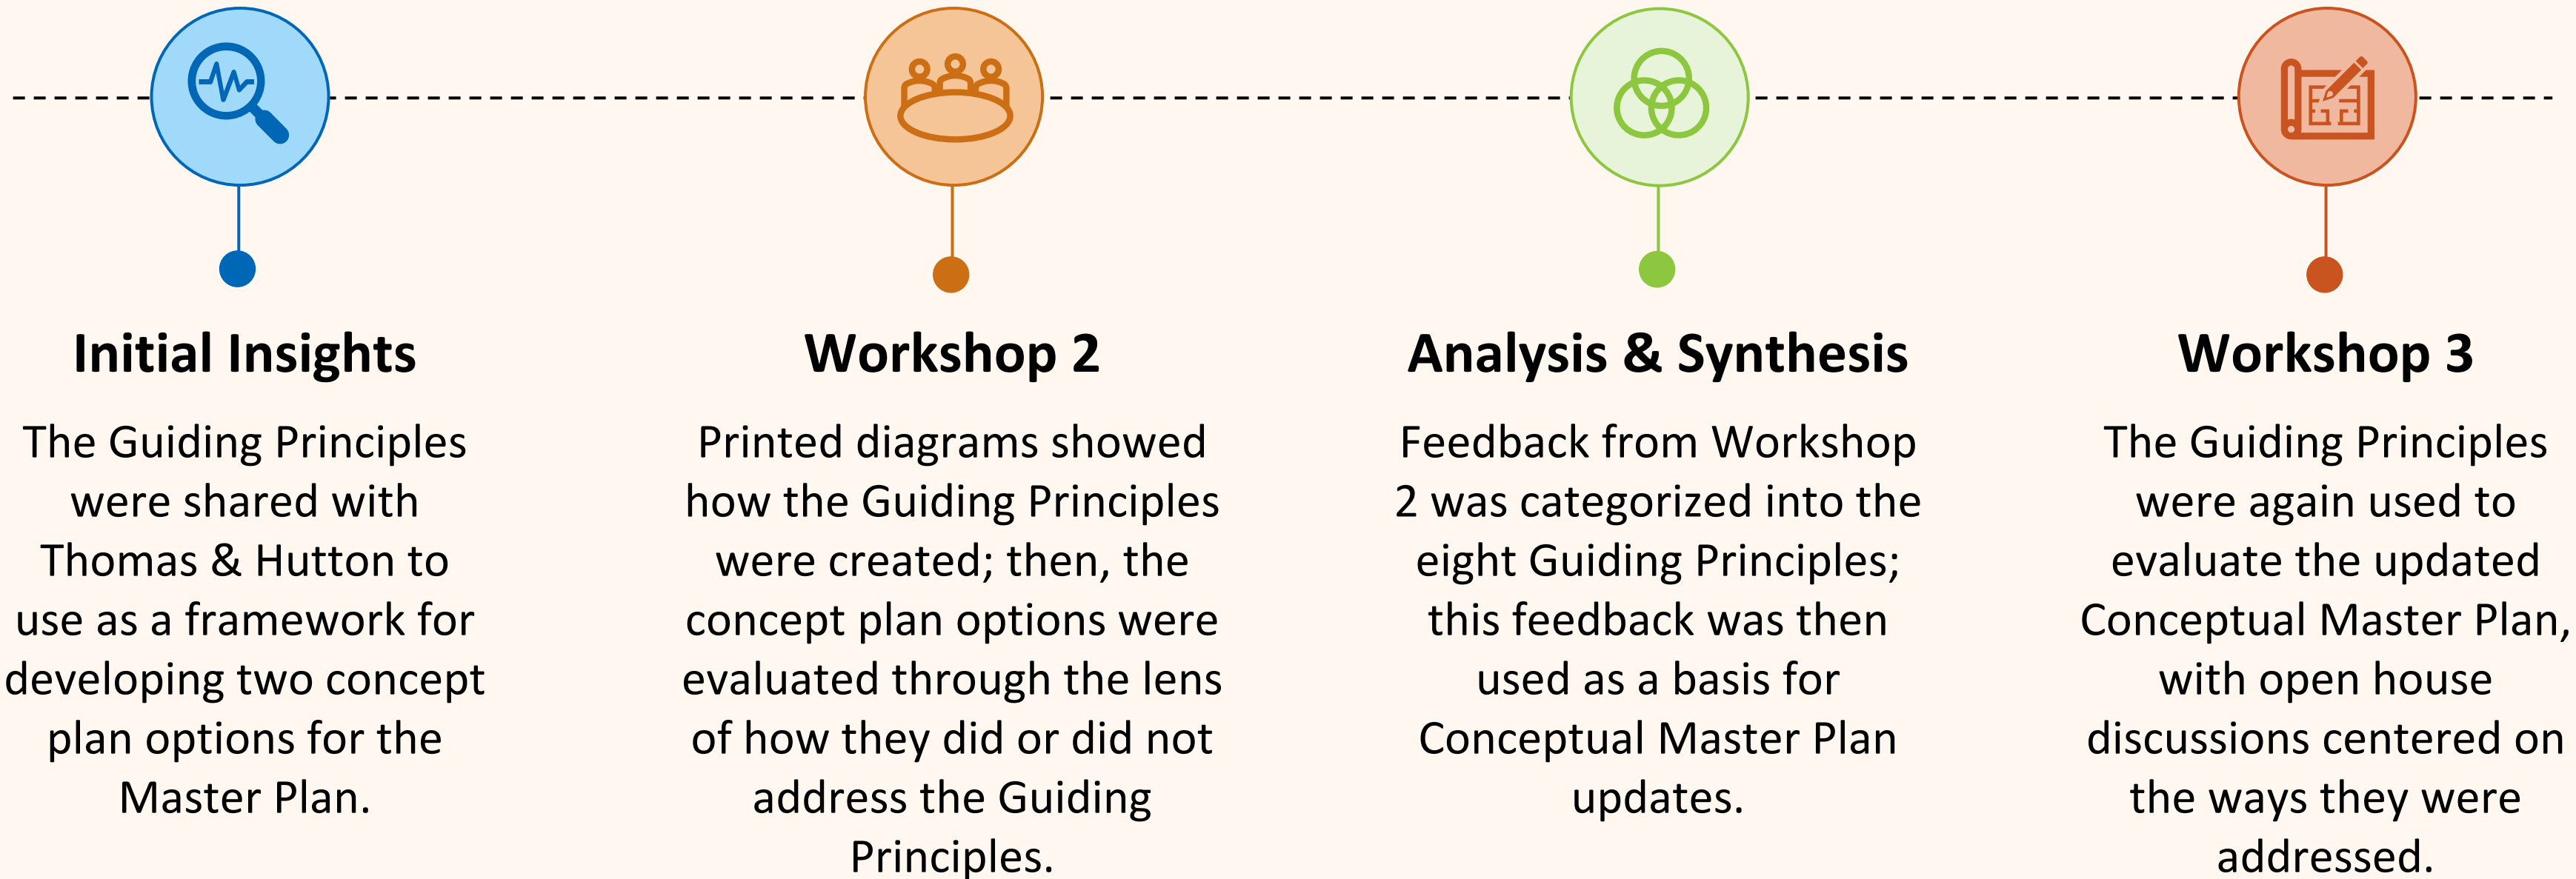 Initial Insights
The Guiding Principles
were shared with
Thomas & Hutton to
use as a framework for
developing two concept
plan options for the
Master Plan.
Workshop 2
Printed diagrams showed
how the Guiding Principles
were created; then, the
concept plan options were
evaluated through the lens
of how they did or did not
address the Guiding
Principles.
Analysis & Synthesis
Feedback from Workshop
2 was categorized into the
eight Guiding Principles;
this feedback was then
used as a basis for
Conceptual Master Plan
updates.
Workshop 3
The Guiding Principles
were again used to
evaluate the updated
Conceptual Master Plan,
with open house
discussions centered on
the ways they were
addressed.